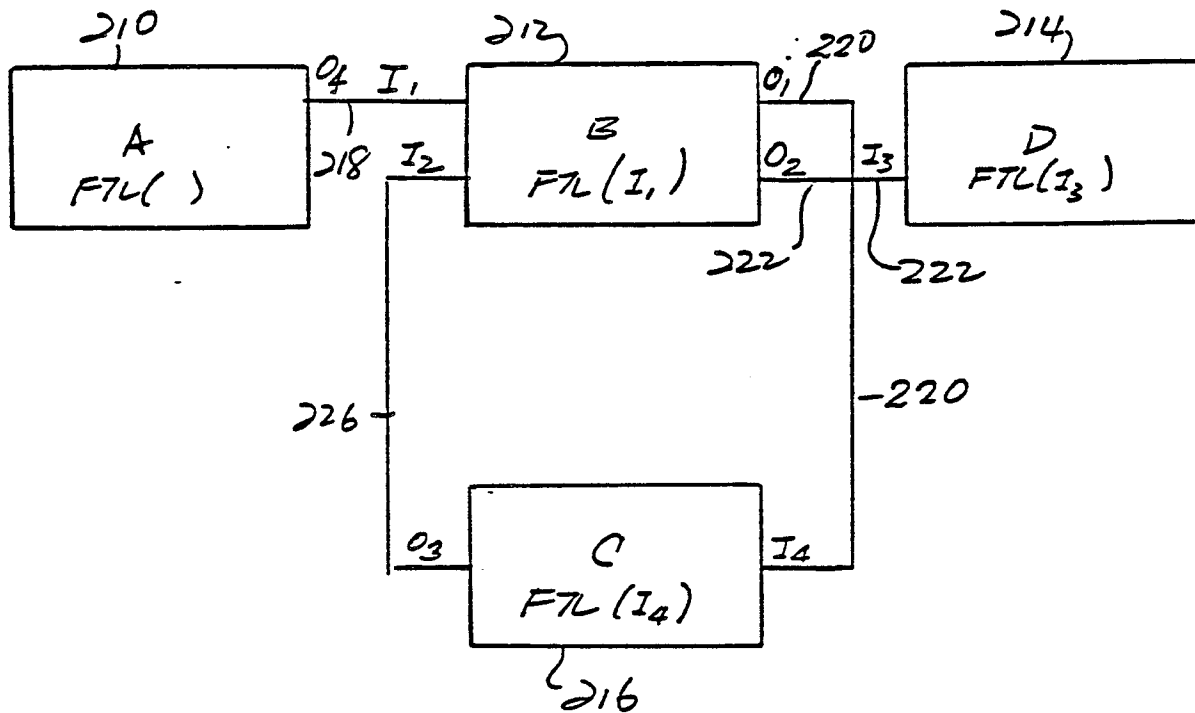 210
212
220
214
O4
I1
O1
A
FTL( )
218
I2
B
FTL(I1)
O2
I3
D
FTL(I3)
222
222
226
220
O3
C
FTL(I4)
I4
216